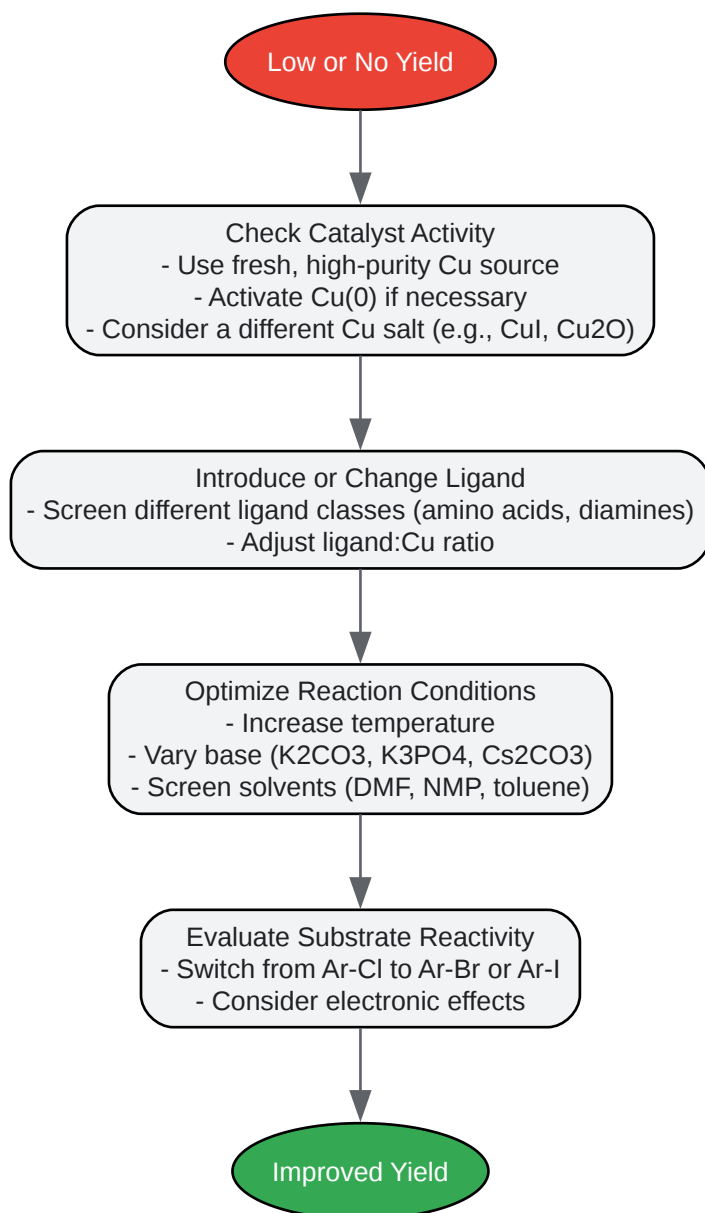 Low or No Yield
Check Catalyst Activity
- Use fresh, high-purity Cu source
- Activate Cu(0) if necessary
- Consider a different Cu salt (e.g., CuI, Cu2O)
Introduce or Change Ligand
- Screen different ligand classes (amino acids, diamines)
- Adjust ligand:Cu ratio
Optimize Reaction Conditions
- Increase temperature
- Vary base (K2CO3, K3PO4, Cs2CO3)
- Screen solvents (DMF, NMP, toluene)
Evaluate Substrate Reactivity
- Switch from Ar-Cl to Ar-Br or Ar-I
- Consider electronic effects
Improved Yield